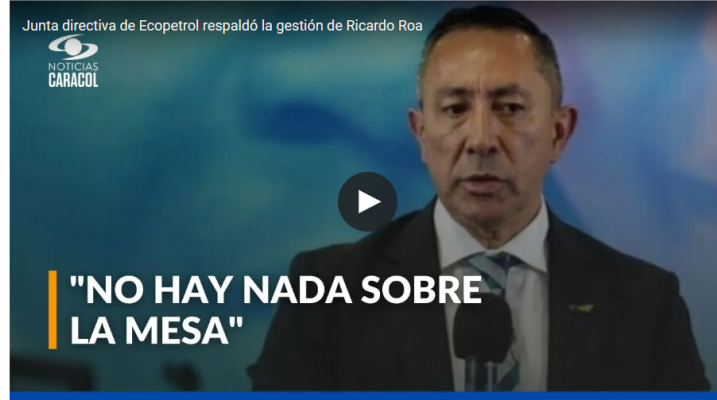 Junta directiva de Ecopetrol respaldó la gestión de Ricardo Roa
NOTICIAS
CARACOL
"NO HAY NADA SOBRE
LA MESA"